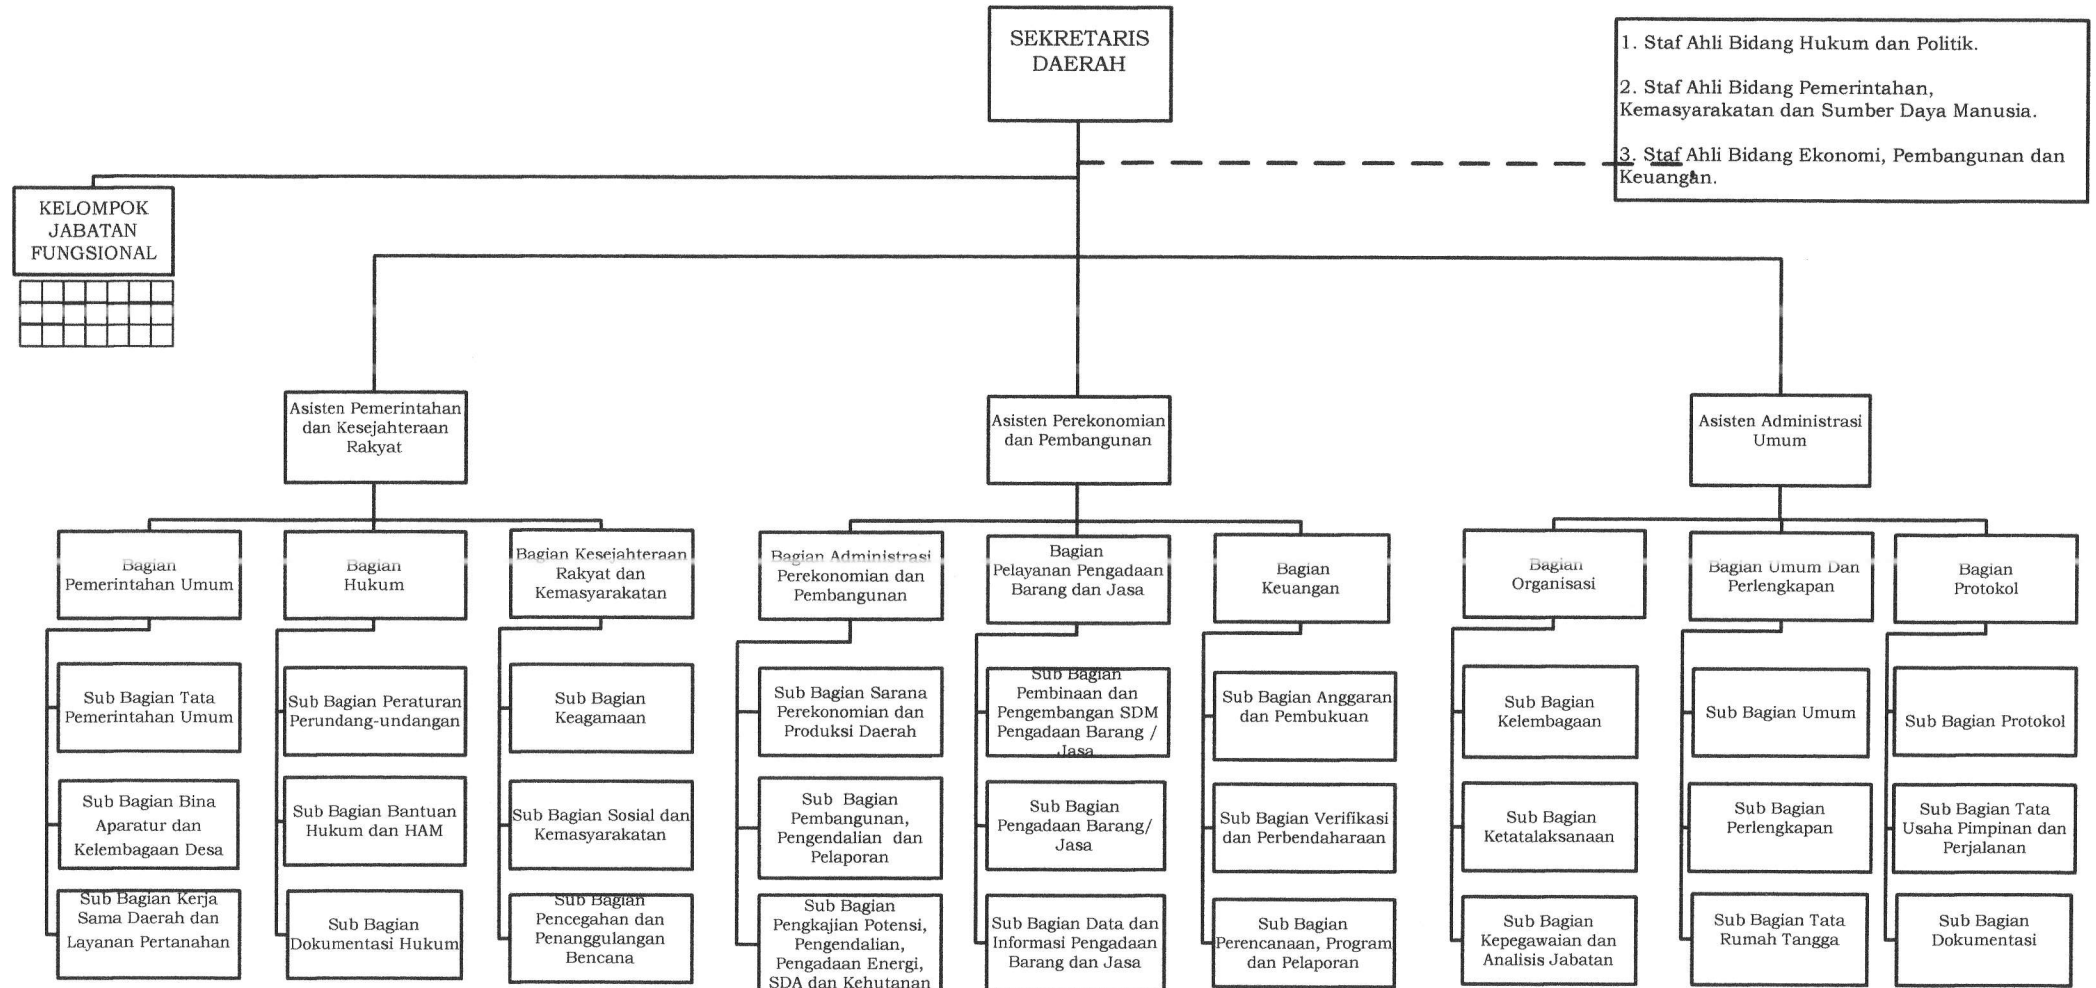 SEKRETARIS
DAERAH
1. Staf Ahli Bidang Hukum dan Politik.
2. Staf Ahli Bidang Pemerintahan,
Kemasyarakatan dan Sumber Daya Manusia.
3. Staf Ahli Bidang Ekonomi, Pembangunan dan
Keuangan.
KELOMPOK
JABATAN
FUNGSIONAL
Asisten Pemerintahan
dan Kesejahteraan
Rakyat
Asisten Perekonomian
dan Pembangunan
Asisten Administrasi
Umum
Bagian
Pemerintahan Umum
Bagian
Hukum
Bagian Kesejahteraan
Rakyat dan
Kemasyarakatan
Bagian Administrasi
Perekonomian dan
Pembangunan
Bagian
Pelayanan Pengadaan
Barang dan Jasa
Bagian
Keuangan
Bagian
Organisasi
Bagian Umum Dan
Perlengkapan
Bagian
Protokol
Sub Bagian Tata
Pemerintahan Umum
Sub Bagian Peraturan
Perundang-undangan
Sub Bagian
Keagamaan
Sub Bagian Sarana
Perekonomian dan
Produksi Daerah
Sub Bagian
Pembinaan dan
Pengembangan SDM
Pengadaan Barang /
Jasa
Sub Bagian Anggaran
dan Pembukuan
Sub Bagian
Kelembagaan
Sub Bagian Umum
Sub Bagian Protokol
Sub Bagian Bina
Aparatur dan
Kelembagaan Desa
Sub Bagian Bantuan
Hukum dan HAM
Sub Bagian Sosial dan
Kemasyarakatan
Sub Bagian
Pembangunan,
Pengendalian dan
Pelaporan
Sub Bagian
Pengadaan Barang/
Jasa
Sub Bagian Verifikasi
dan Perbendaharaan
Sub Bagian
Ketatalaksanaan
Sub Bagian
Perlengkapan
Sub Bagian Tata
Usaha Pimpinan dan
Perjalanan
Sub Bagian Kerja
Sama Daerah dan
Layanan Pertanahan
Sub Bagian
Dokumentasi Hukum
Sub Bagian
Pencegahan dan
Penanggulangan
Bencana
Sub Bagian
Pengkajian Potensi,
Pengendalian,
Pengadaan Energi,
SDA dan Kehutanan
Sub Bagian Data dan
Informasi Pengadaan
Barang dan Jasa
Sub Bagian
Perencanaan, Program
dan Pelaporan
Sub Bagian
Kepegawaian dan
Analisis Jabatan
Sub Bagian Tata
Rumah Tangga
Sub Bagian
Dokumentasi